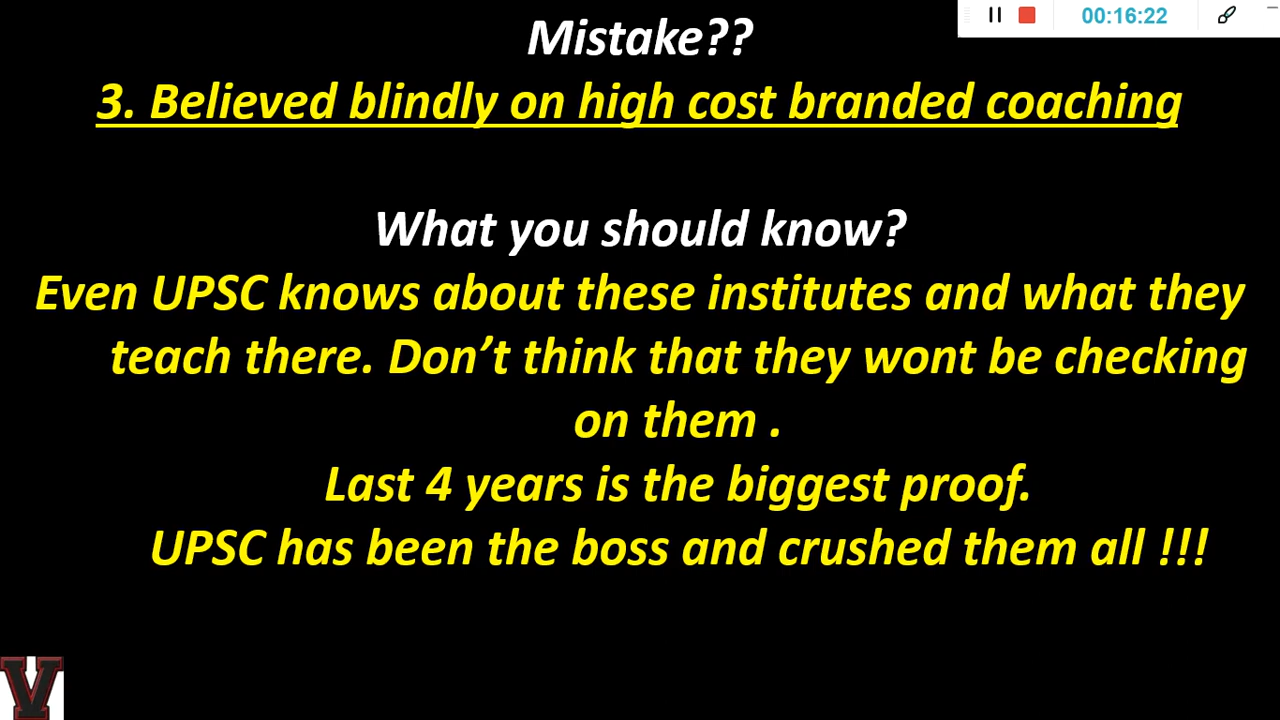 00:16:22
Mistake??
3. Believed blindly on high cost branded coaching
What you should know?
Even UPSC knows about these institutes and what they
teach there. Don’t think that they wont be checking
on them .
Last 4 years is the biggest proof.
UPSC has been the boss and crushed them all !!!
V